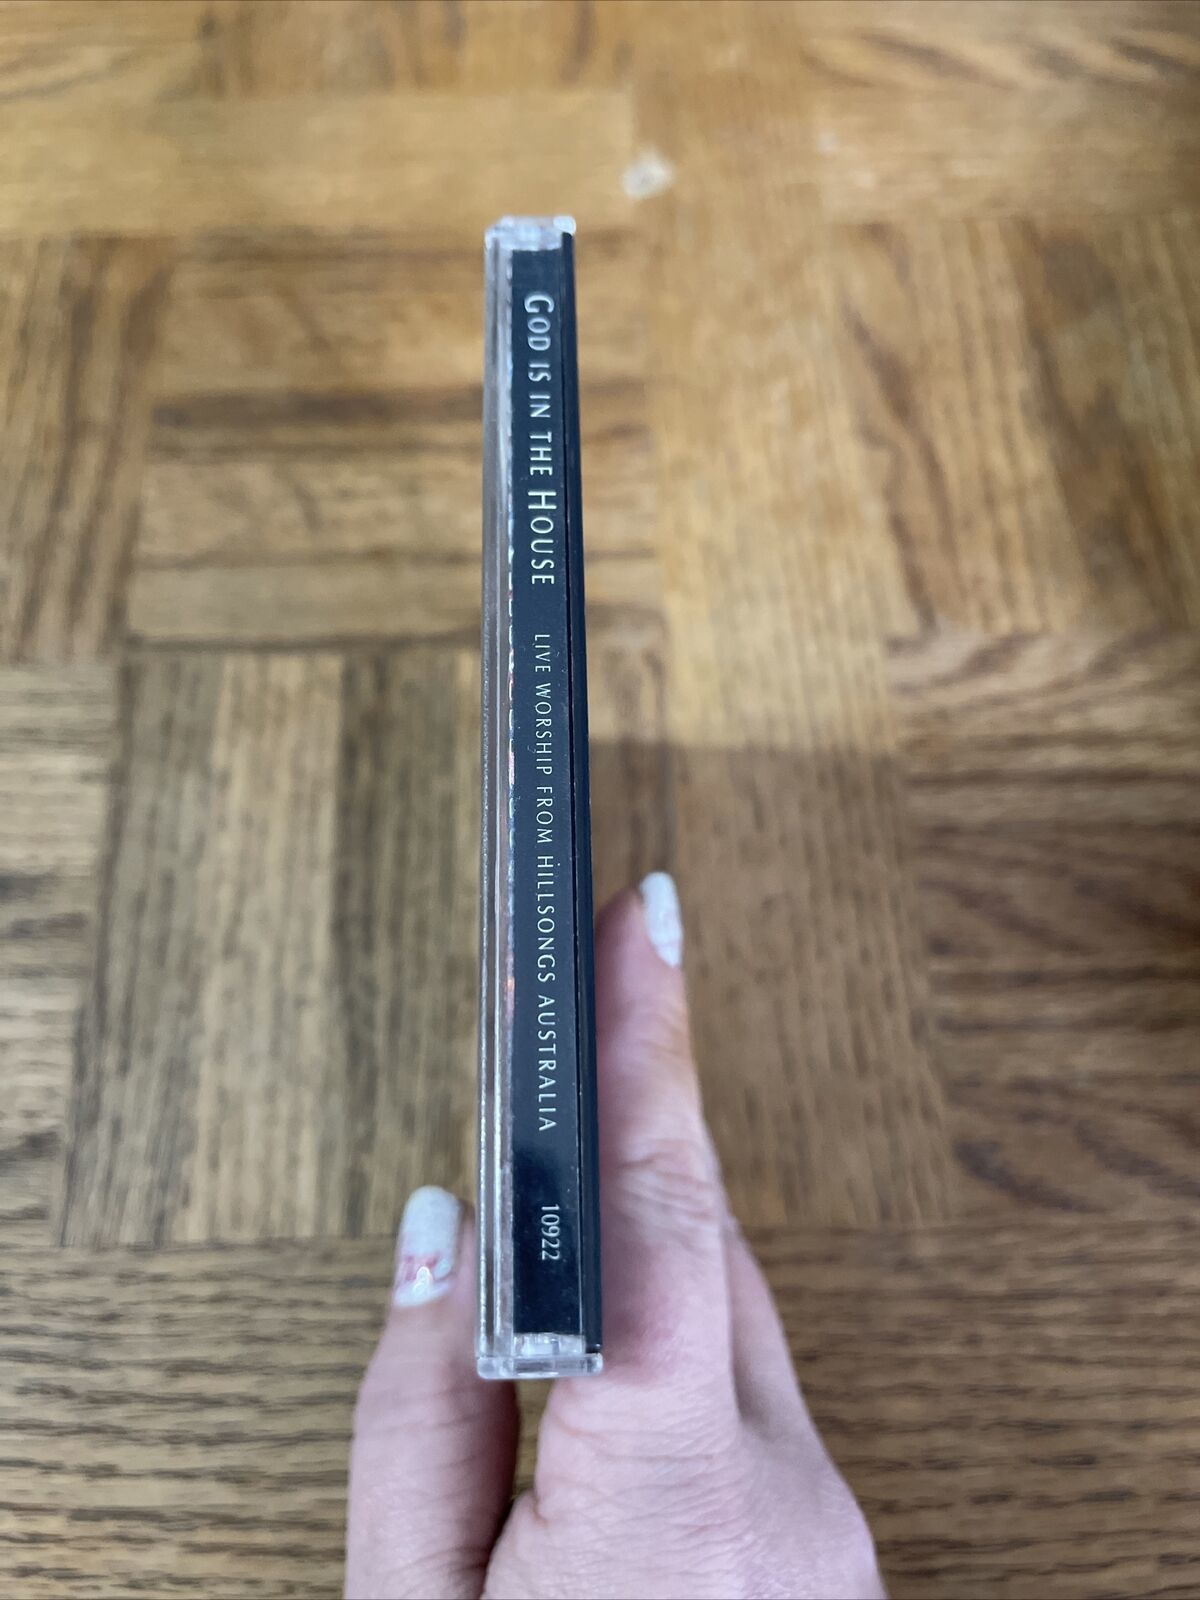 GOD IS IN THE HOUSE LIVE WORSHIP FROM HILLSONGS AUSTRALIA 10922